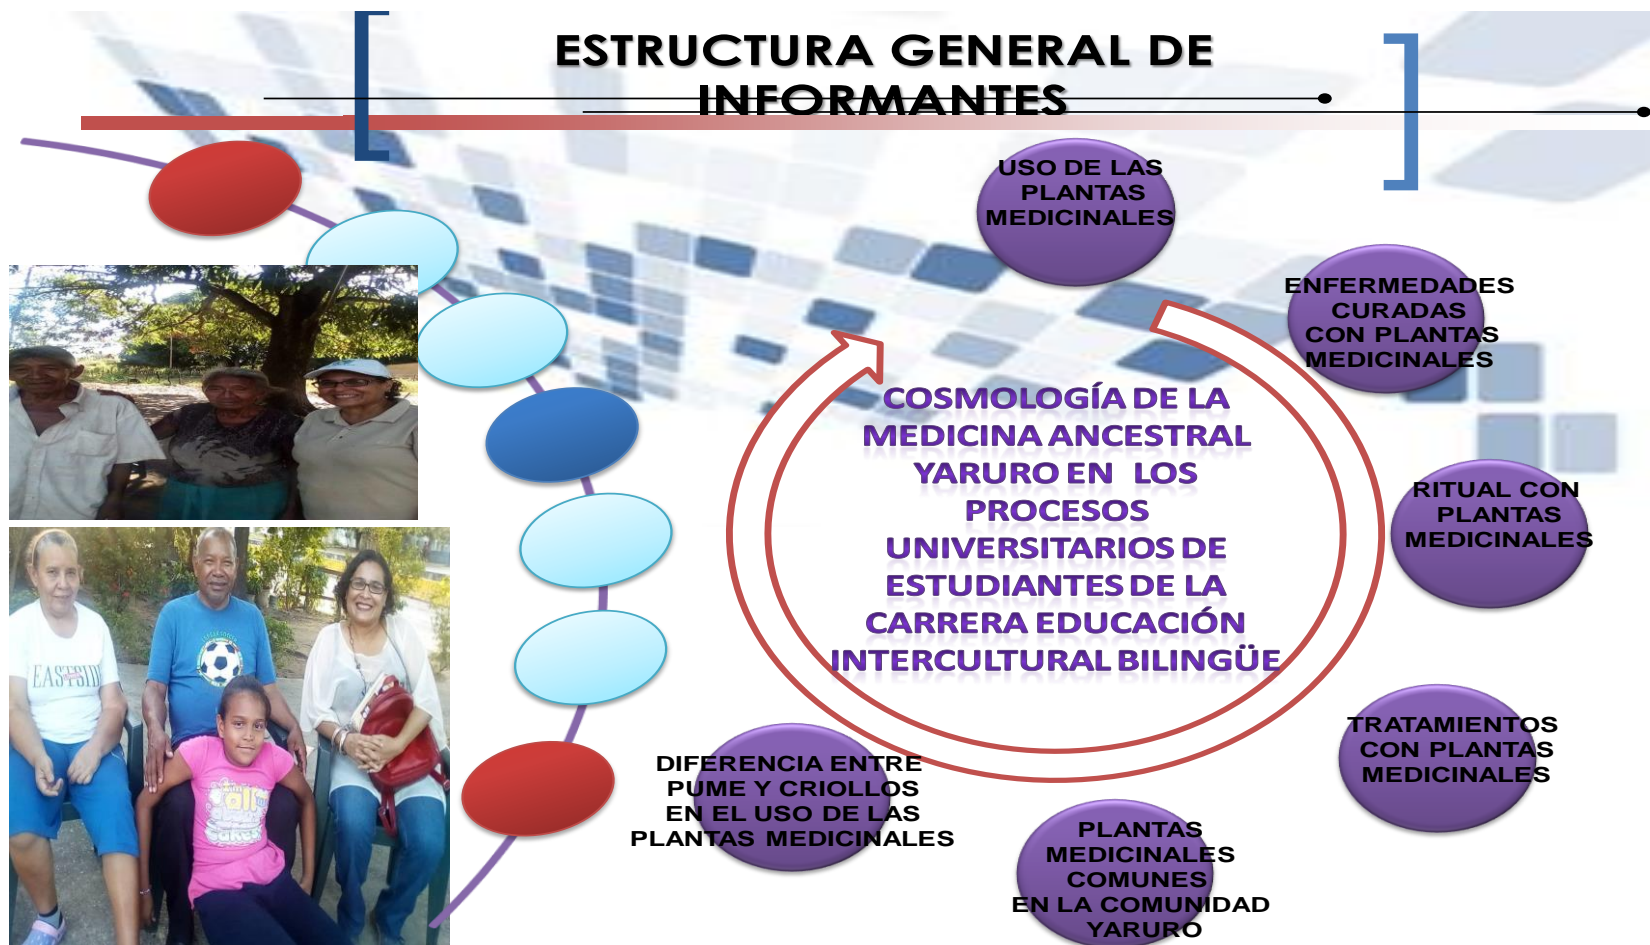 ESTRUCTURA GENERAL DE
INFORMANTES
USO DE LAS
PLANTAS
MEDICINALES
ENFERMEDADES
CURADAS
CON PLANTAS
MEDICINALES
RITUAL CON
PLANTAS
MEDICINALES
TRATAMIENTOS
CON PLANTAS
MEDICINALES
PLANTAS
MEDICINALES
COMUNES
EN LA COMUNIDAD
YARURO
DIFERENCIA ENTRE
PUME Y CRIOLLOS
EN EL USO DE LAS
PLANTAS MEDICINALES
COSMOLOGÍA DE LA
MEDICINA ANCESTRAL
YARURO EN LOS
PROCESOS
UNIVERSITARIOS DE
ESTUDIANTES DE LA
CARRERA EDUCACIÓN
INTERCULTURAL BILINGÜE
EASTSIDE